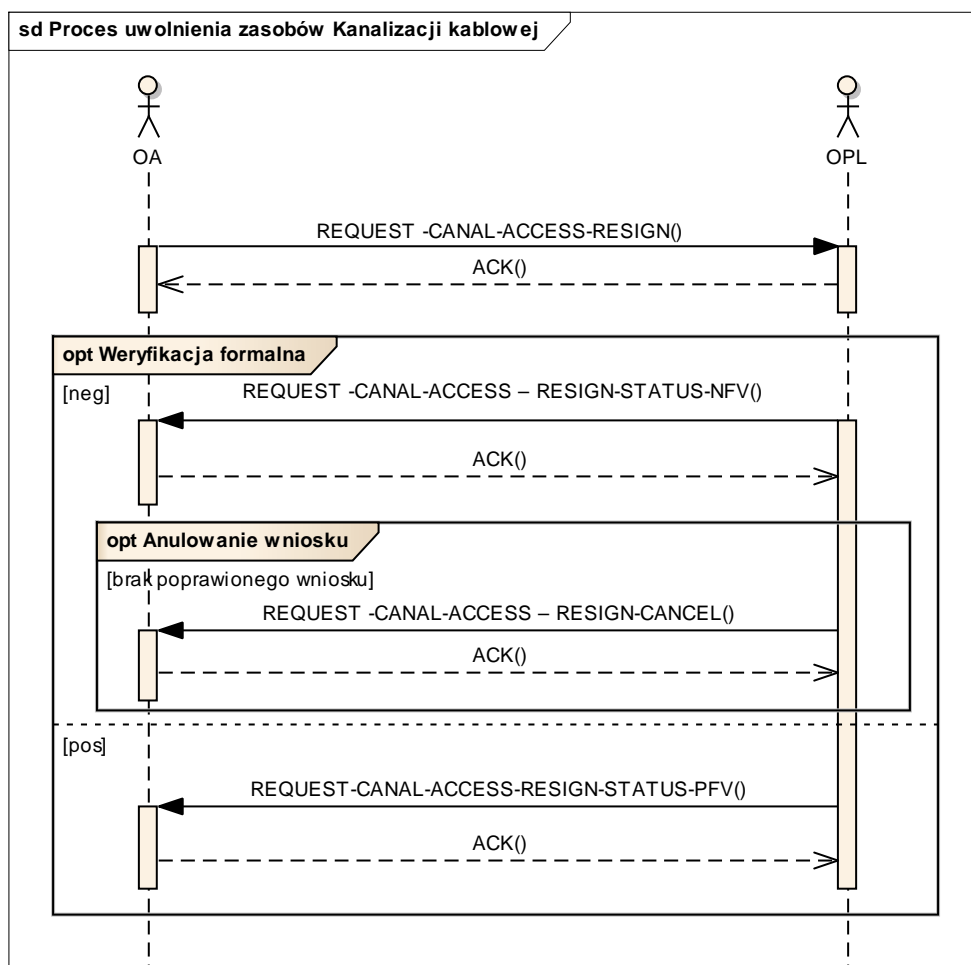 sd Proces uwolnienia zasobów Kanalizacji kablowej
OA
OPL
REQUEST -CANAL-ACCESS-RESIGN()
ACK()
opt Weryfikacja formalna
[neg]
REQUEST -CANAL-ACCESS – RESIGN-STATUS-NFV()
ACK()
opt Anulowanie wniosku
[brak poprawionego wniosku]
REQUEST -CANAL-ACCESS – RESIGN-CANCEL()
ACK()
[pos]
REQUEST-CANAL-ACCESS-RESIGN-STATUS-PFV()
ACK()